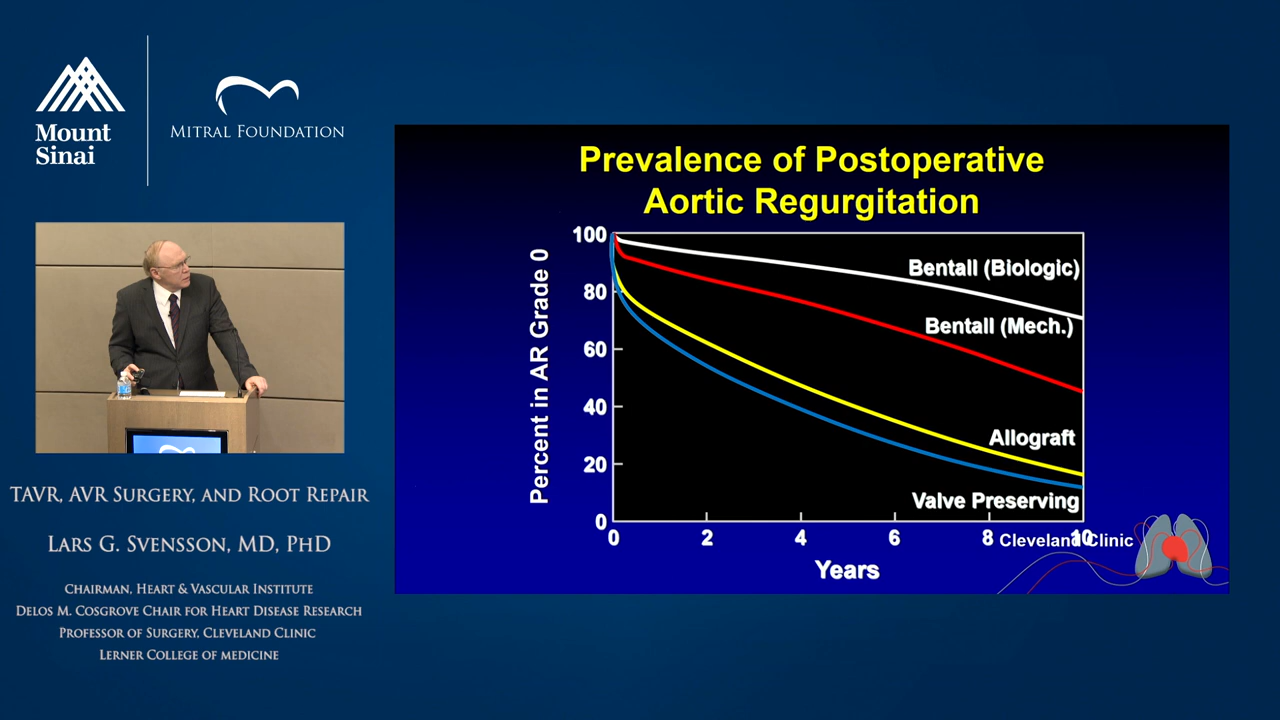 Mount
Sinai
Mitral Foundation
TAVR, AVR Surgery, and Root Repair
Lars G. Svensson, MD, PhD
Chairman, Heart & Vascular Institute
Delos M. Cosgrove Chair for Heart Disease Research
Professor of Surgery, Cleveland Clinic
Lerner College of medicine
Prevalence of Postoperative
Aortic Regurgitation
Percent in AR Grade 0
100
80
60
40
20
0
Bentall (Biologic)
Bentall (Mech.)
Allograft
Valve Preserving
0 2 4 6 8 10
Years
Cleveland Clinic